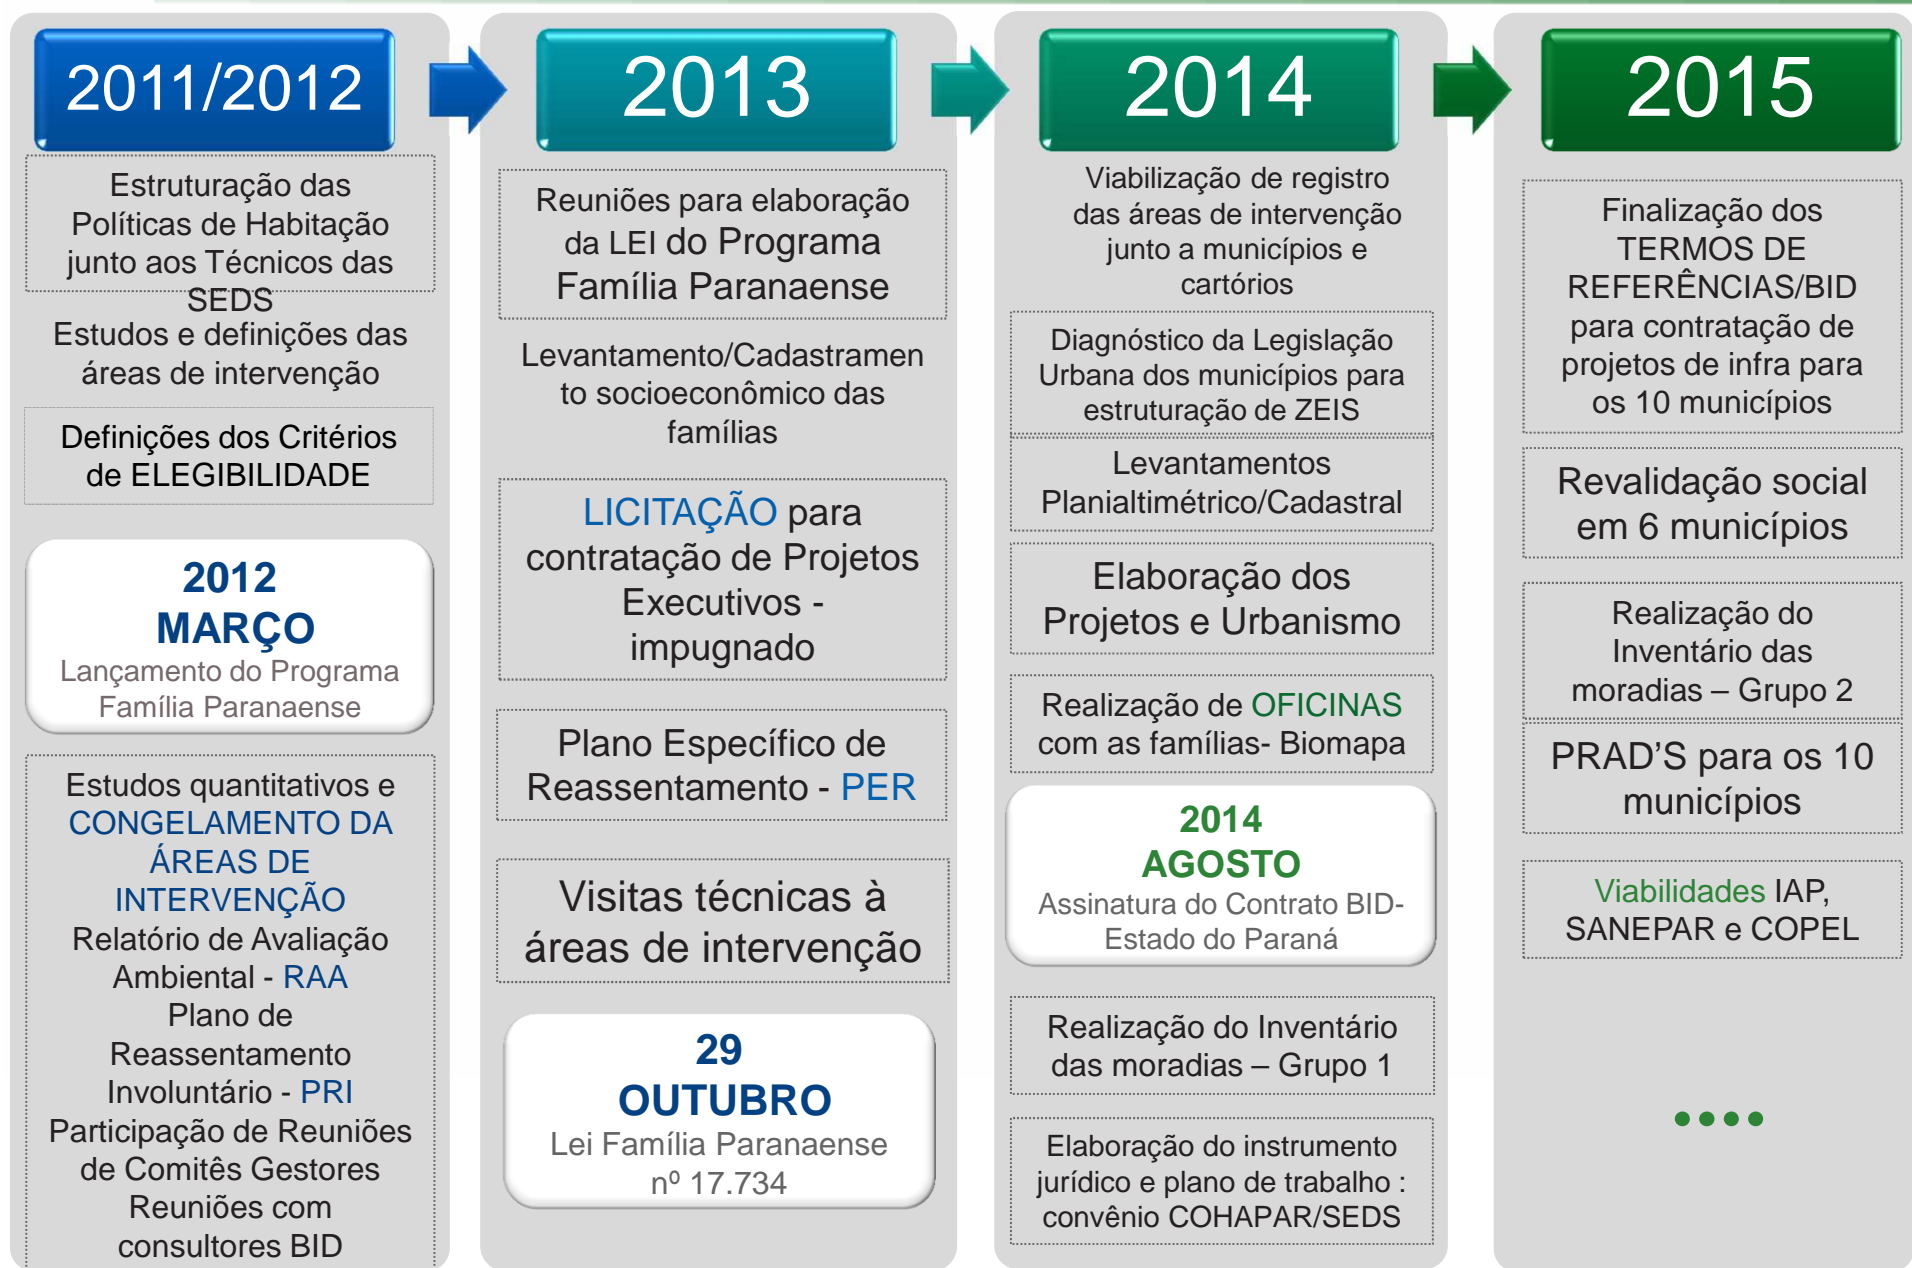 2011/2012
Estruturação das
Políticas de Habitação
junto aos Técnicos das
SEDS
Estudos e definições das
áreas de intervenção
Definições dos Critérios
de ELEGIBILIDADE
2012
MARÇO
Lançamento do Programa
Família Paranaense
Estudos quantitativos e
CONGELAMENTO DA
ÁREAS DE
INTERVENÇÃO
Relatório de Avaliação
Ambiental - RAA
Plano de
Reassentamento
Involuntário - PRI
Participação de Reuniões
de Comitês Gestores
Reuniões com
consultores BID
2013
Reuniões para elaboração
da LEI do Programa
Família Paranaense
Levantamento/Cadastramen
to socioeconômico das
famílias
LICITAÇÃO para
contratação de Projetos
Executivos -
impugnado
Plano Específico de
Reassentamento - PER
Visitas técnicas à
áreas de intervenção
29
OUTUBRO
Lei Família Paranaense
nº 17.734
2014
Viabilização de registro
das áreas de intervenção
junto a municípios e
cartórios
Diagnóstico da Legislação
Urbana dos municípios para
estruturação de ZEIS
Levantamentos
Planialtimétrico/Cadastral
Elaboração dos
Projetos e Urbanismo
Realização de OFICINAS
com as famílias- Biomapa
2014
AGOSTO
Assinatura do Contrato BID-
Estado do Paraná
Realização do Inventário
das moradias – Grupo 1
Elaboração do instrumento
jurídico e plano de trabalho :
convênio COHAPAR/SEDS
2015
Finalização dos
TERMOS DE
REFERÊNCIAS/BID
para contratação de
projetos de infra para
os 10 municípios
Revalidação social
em 6 municípios
Realização do
Inventário das
moradias – Grupo 2
PRAD'S para os 10
municípios
Viabilidades IAP,
SANEPAR e COPEL
....